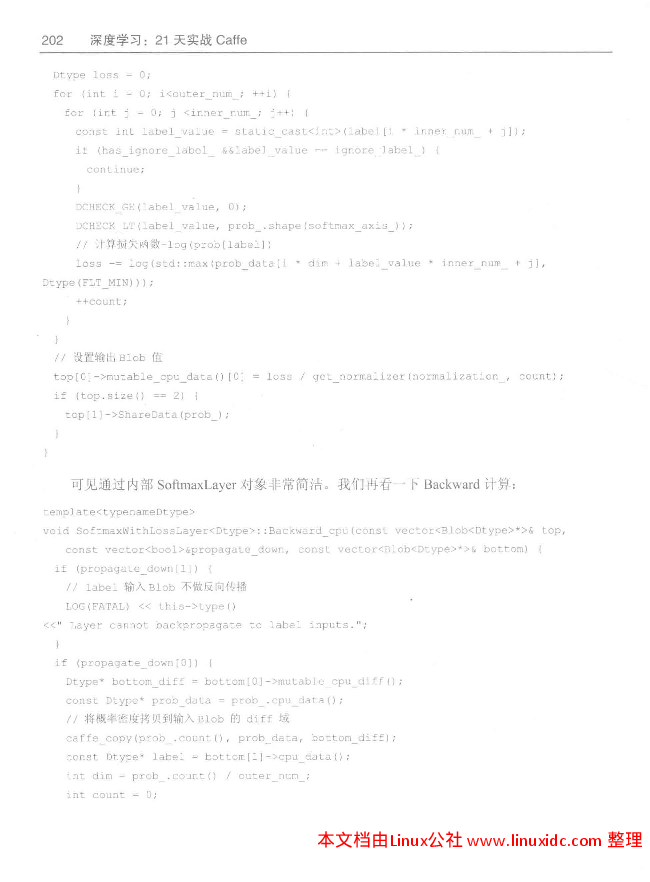 202 深度学习：21 天实战 Caffe
Dtype loss = 0;
for (int i = 0; i<outer_num_; ++i) {
for (int j = 0; j <inner_num_; j++) {
const int label_value = static_cast<int>(label[i * inner_num_ + j]);
if (has_ignore_label_ &&label_value == ignore_label_) {
continue;
}
DCHECK_GE(label_value, 0);
DCHECK_LT(label_value, prob_.shape(softmax_axis_));
// 计算损失函数-log(prob[label])
loss -= log(std::max(prob_data[i * dim + label_value * inner_num_ + j],
Dtype(FLT_MIN)));
++count;
}
}
// 设置输出 Blob 值
top[0]->mutable_cpu_data()[0] = loss / get_normalizer(normalization_, count);
if (top.size() == 2) {
top[1]->ShareData(prob_);
}
}
可见通过内部 SoftmaxLayer 对象非常简洁。我们再看一下 Backward 计算：
template<typenameDtype>
void SoftmaxWithLossLayer<Dtype>::Backward_cpu(const vector<Blob<Dtype>*>& top,
const vector<bool>&propagate_down, const vector<Blob<Dtype>*>& bottom) {
if (propagate_down[1]) {
// label 输入 Blob 不做反向传播
LOG(FATAL) << this->type()
<<" Layer cannot backpropagate to label inputs.";
}
if (propagate_down[0]) {
Dtype* bottom_diff = bottom[0]->mutable_cpu_diff();
const Dtype* prob_data = prob_.cpu_data();
// 将概率密度拷贝到输入 Blob 的 diff 域
caffe_copy(prob_.count(), prob_data, bottom_diff);
const Dtype* label = bottom[1]->cpu_data();
int dim = prob_.count() / outer_num_;
int count = 0;
本文档由Linux公社 www.linuxidc.com 整理